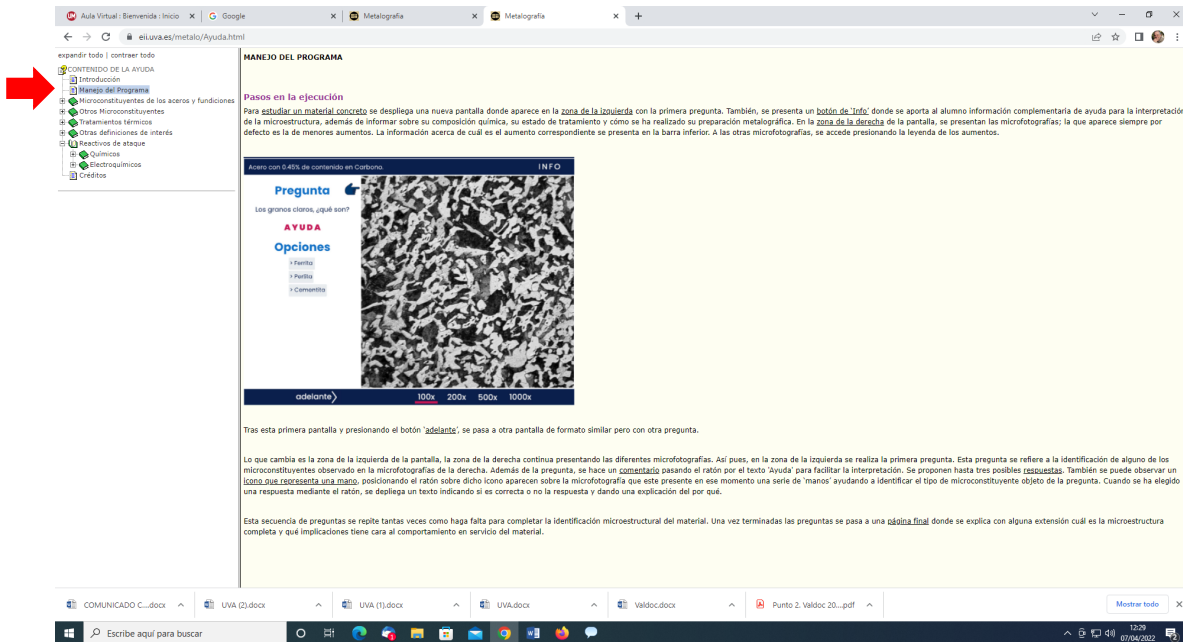 Aula Virtual : Bienvenida : Inicio
Google
Metalografia
Metalografía
eii.uva.es/metalo/Ayuda.html
expandir todo | contraer todo
CONTENIDO DE LA AYUDA
Introducción
Manejo del Programa
Microconstituyentes de los aceros y fundiciones
Otros Microconstituyentes
Tratamientos térmicos
Otras definiciones de interés
Reactivos de ataque
Químicos
Electroquímicos
Créditos
MANEJO DEL PROGRAMA
Pasos en la ejecución
Para estudiar un material concreto se despliega una nueva pantalla donde aparece en la zona de la izquierda con la primera pregunta. También, se presenta un botón de `Info´ donde se aporta al alumno información complementaria de ayuda para la interpretación
de la microestructura, además de informar sobre su composición química, su estado de tratamiento y cómo se ha realizado su preparación metalográfica. En la zona de la derecha de la pantalla, se presentan las microfotografías; la que aparece siempre por
defecto es la de menores aumentos. La información acerca de cuál es el aumento correspondiente se presenta en la barra inferior. A las otras microfotografías, se accede presionando la leyenda de los aumentos.
Acero con 0.45% de contenido en Carbono
INFO
Pregunta
Los granos claros, ¿qué son?
AYUDA
Opciones
> Ferrita
> Perlita
> Cementita
adelante⟩
100x 200x 500x 1000x
Tras esta primera pantalla y presionando el botón `adelante´, se pasa a otra pantalla de formato similar pero con otra pregunta.
Lo que cambia es la zona de la izquierda de la pantalla, la zona de la derecha continua presentando las diferentes microfotografías. Así pues, en la zona de la izquierda se realiza la primera pregunta. Esta pregunta se refiere a la identificación de alguno de los
microconstituyentes observado en la microfotografías de la derecha. Además de la pregunta, se hace un comentario pasando el ratón por el texto 'Ayuda' para facilitar la interpretación. Se proponen hasta tres posibles respuestas. También se puede observar un
icono que representa una mano, posicionando el ratón sobre dicho icono aparecen sobre la microfotografía que este presente en ese momento una serie de `manos´ ayudando a identificar el tipo de microconstituyente objeto de la pregunta. Cuando se ha elegido
una respuesta mediante el ratón, se depliega un texto indicando si es correcta o no la respuesta y dando una explicación del por qué.
Esta secuencia de preguntas se repite tantas veces como haga falta para completar la identificación microestructural del material. Una vez terminadas las preguntas se pasa a una página final donde se explica con alguna extensión cuál es la microestructura
completa y qué implicaciones tiene cara al comportamiento en servicio del material.
COMUNICADO C....docx
UVA (2).docx
UVA (1).docx
UVA.docx
Valdoc.docx
Punto 2. Valdoc 20....pdf
Mostrar todo
Escribe aquí para buscar
12:29
07/04/2022